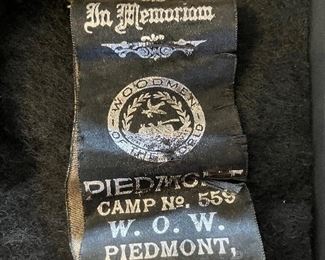 In Memoriam
WOODMEN
OF THE WORLD
PIEDMONT
CAMP No. 559
W. O. W.
PIEDMONT,